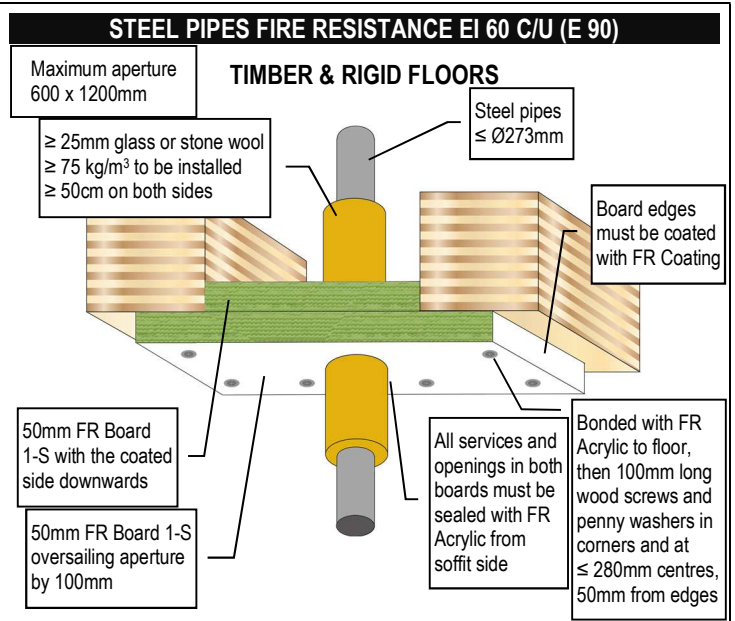 STEEL PIPES FIRE RESISTANCE EI 60 C/U (E 90)
Maximum aperture
600 x 1200mm
TIMBER & RIGID FLOORS
Steel pipes
≤ Ø273mm
≥ 25mm glass or stone wool
≥ 75 kg/m³ to be installed
≥ 50cm on both sides
Board edges
must be coated
with FR Coating
50mm FR Board
1-S with the coated
side downwards
50mm FR Board 1-S
oversailing aperture
by 100mm
All services and
openings in both
boards must be
sealed with FR
Acrylic from
soffit side
Bonded with FR
Acrylic to floor,
then 100mm long
wood screws and
penny washers in
corners and at
≤ 280mm centres,
50mm from edges